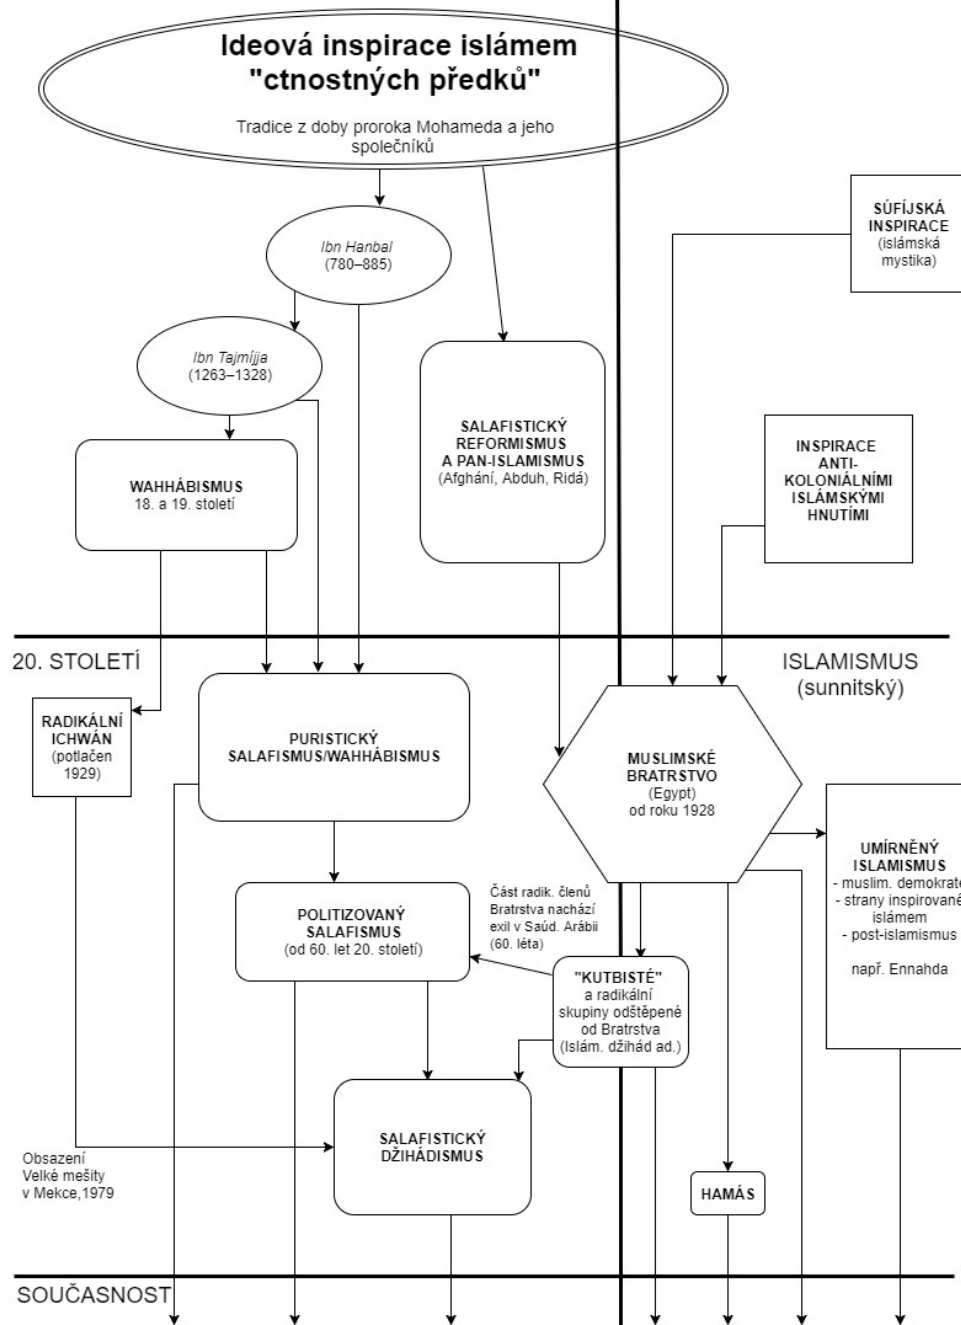 Ideová inspirace islámem
"ctnostných předků"
Tradice z doby proroka Mohameda a jeho
společníků
SÚFÍJSKÁ
INSPIRACE
(islámská
mystika)
Ibn Hanbal
(780–885)
Ibn Tajmíjja
(1263–1328)
SALAFISTICKÝ
REFORMISMUS
A PAN-ISLAMISMUS
(Afghání, Abduh, Ridá)
INSPIRACE
ANTI-
KOLONIÁLNÍMI
ISLÁMSKÝMI
HNUTÍMI
WAHHÁBISMUS
18. a 19. století
20. STOLETÍ
ISLAMISMUS
(sunnitský)
RADIKÁLNÍ
ICHWÁN
(potlačen
1929)
PURISTICKÝ
SALAFISMUS/WAHHÁBISMUS
MUSLIMSKÉ
BRATRSTVO
(Egypt)
od roku 1928
UMÍRNĚNÝ
ISLAMISMUS
- muslim. demokraté
- strany inspirované
islámem
- post-islamismus
např. Ennahda
POLITIZOVANÝ
SALAFISMUS
(od 60. let 20. století)
Část radik. členů
Bratrstva nachází
exil v Saúd. Arábii
(60. léta)
"KUTBISTÉ"
a radikální
skupiny odštěpené
od Bratrstva
(Islám. džihád ad.)
SALAFISTICKÝ
DŽIHÁDISMUS
Obsazení
Velké mešity
v Mekce,1979
HAMÁS
SOUČASNOST